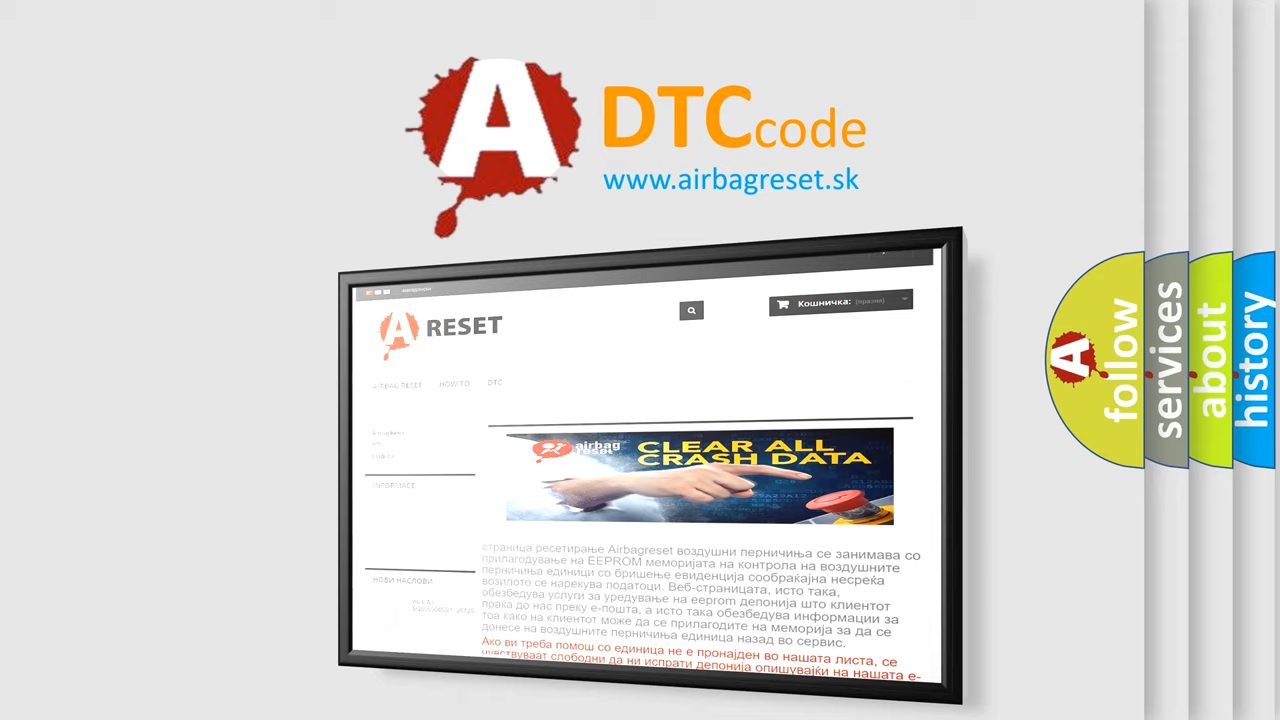 A
DTC code
www.airbagreset.sk
A RESET
Кошничка: (празни)
AIRBAG RESET HOW TO DTC
airbag
reset
CLEAR ALL
CRASH DATA
INFORMACE
НОВИ НАСЛОВИ
страница ресетирање Airbagreset воздушни перничиња се занимава со
прилагодување на EEPROM меморијата на контрола на воздушните
перничиња единици со бришење евиденција сообраќајна несреќа
возилото се нарекува податоци. Веб-страницата, исто така,
обезбедува услуги за уредување на eeprom депонија што клиентот
праќа до нас преку е-пошта, а исто така обезбедува информации за
тоа како на клиентот може да се прилагодите на меморија за да се
донесе на воздушните перничиња единица назад во сервис.
Ако ви треба помош со единица не е пронајден во нашата листа, се
чувствуваат слободни да ни испрати депонија опишувајќи на нашата е-
A
follow
services
about
history